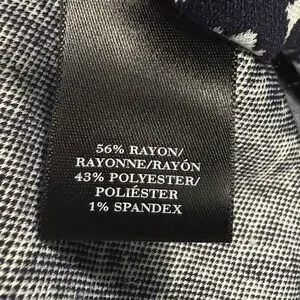 56% RAYON/
RAYONNE/RAYÓN
43% POLYESTER/
POLIÉSTER
1% SPANDEX